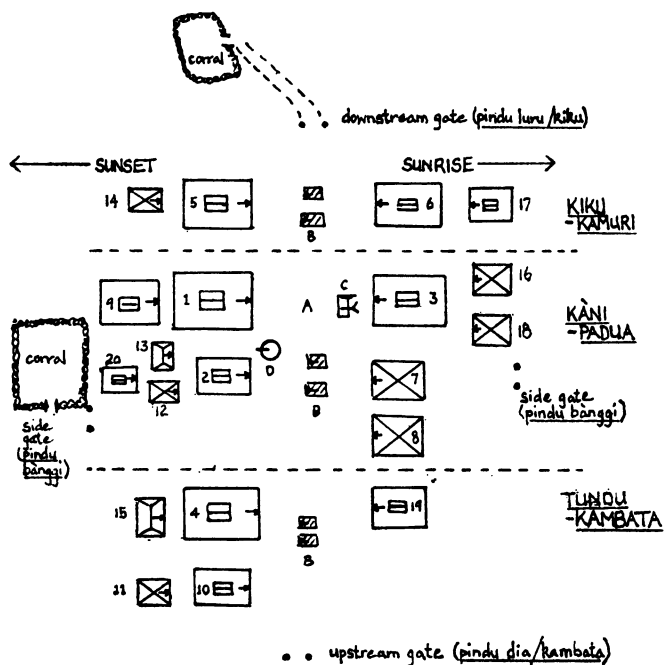 corral
downstream gate (pindu luru/kiku)
SUNSET
SUNRISE
14
5
B
6
17
KIKU
-KAMURI
9
1
A
C
3
16
KÀNI
-PADUA
corral
13
20
12
2
D
B
7
18
8
side
gate
(pindu
bànggi)
side gate
(pindu bànggi)
15
4
B
19
TUNDU
-KAMBATA
11
10
upstream gate (pindu dia/kambata)